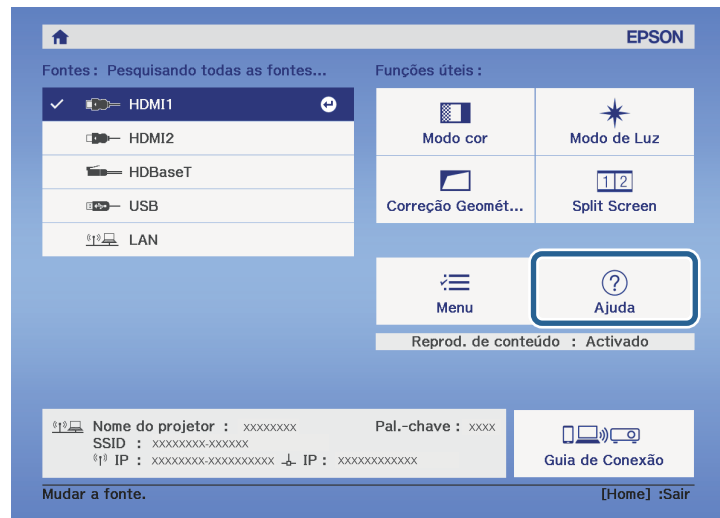 EPSON
Fontes : Pesquisando todas as fontes...
Funções úteis :
HDMI1
HDMI2
HDBaseT
USB
LAN
Modo cor
Modo de Luz
Correção Geomét...
1 2
Split Screen
Menu
? 
Ajuda
Reprod. de conteúdo : Activado
Nome do projetor : xxxxxxxx
Pal.-chave : xxxx
SSID : xxxxxxxx-xxxxxx
IP : xxxxxxxx-xxxxxxxxxx IP : xxxxxxxxxxxx
Guia de Conexão
Mudar a fonte.
[Home] :Sair